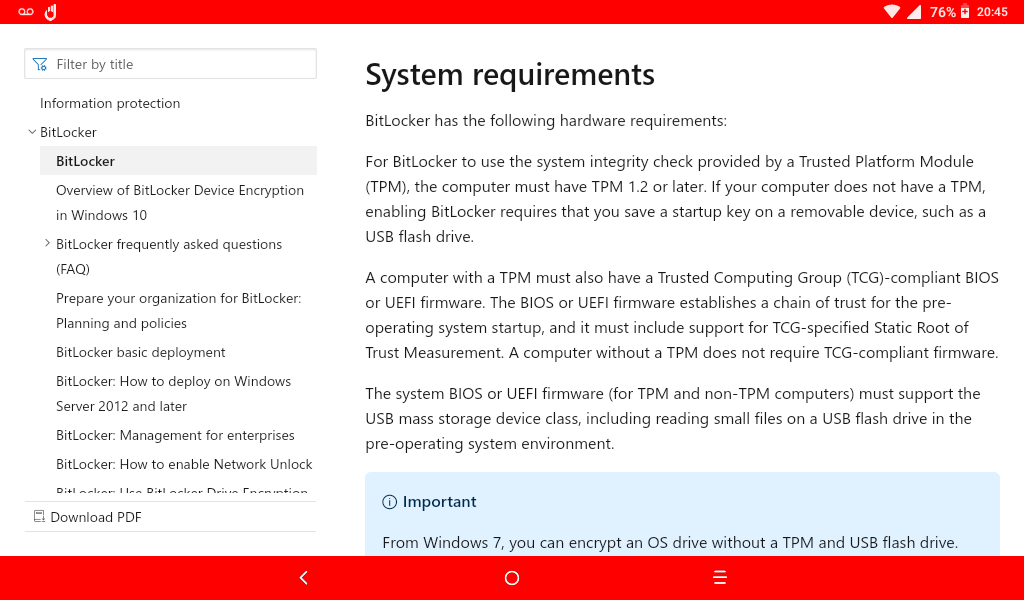 76% 20:45
Filter by title
Information protection
BitLocker
BitLocker
Overview of BitLocker Device Encryption
in Windows 10
BitLocker frequently asked questions
(FAQ)
Prepare your organization for BitLocker:
Planning and policies
BitLocker basic deployment
BitLocker: How to deploy on Windows
Server 2012 and later
BitLocker: Management for enterprises
BitLocker: How to enable Network Unlock
BitLocker: Use BitLocker Drive Encryption
Download PDF
System requirements
BitLocker has the following hardware requirements:
For BitLocker to use the system integrity check provided by a Trusted Platform Module
(TPM), the computer must have TPM 1.2 or later. If your computer does not have a TPM,
enabling BitLocker requires that you save a startup key on a removable device, such as a
USB flash drive.
A computer with a TPM must also have a Trusted Computing Group (TCG)-compliant BIOS
or UEFI firmware. The BIOS or UEFI firmware establishes a chain of trust for the pre-
operating system startup, and it must include support for TCG-specified Static Root of
Trust Measurement. A computer without a TPM does not require TCG-compliant firmware.
The system BIOS or UEFI firmware (for TPM and non-TPM computers) must support the
USB mass storage device class, including reading small files on a USB flash drive in the
pre-operating system environment.
Important
From Windows 7, you can encrypt an OS drive without a TPM and USB flash drive.